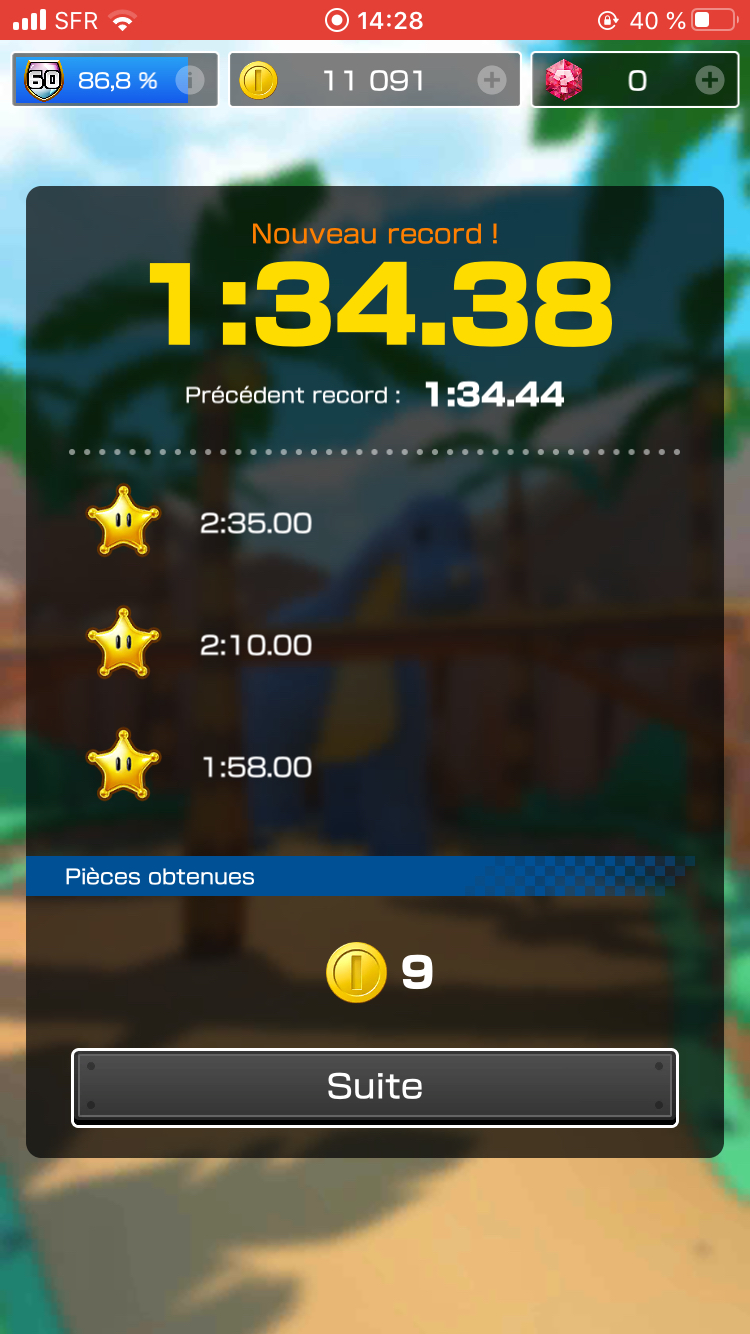 SFR 14:28 40 %
60 86,8 % i 11 091 + 0 +
Nouveau record !
1:34.38
Précédent record : 1:34.44
2:35.00
2:10.00
1:58.00
Pièces obtenues
9
Suite